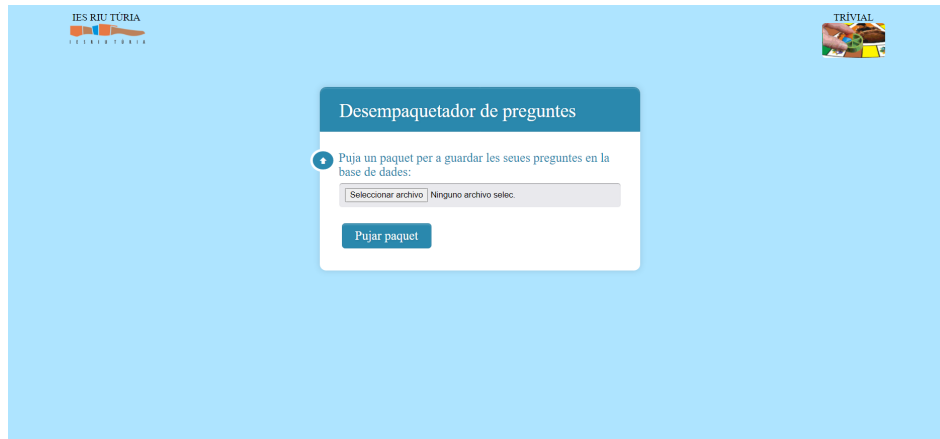 IES RIU TÚRIA
I E S R I U T Ú R I A
TRÍVIAL
Desempaquetador de preguntes
Puja un paquet per a guardar les seues preguntes en la
base de dades:
Seleccionar archivo Ninguno archivo selec.
Pujar paquet